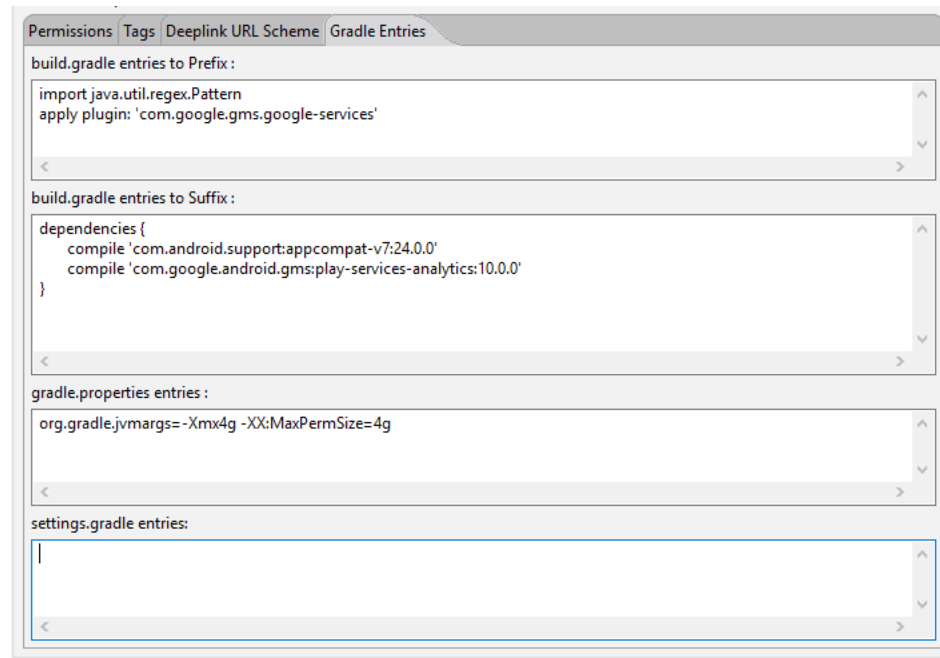 Permissions Tags Deeplink URL Scheme Gradle Entries
build.gradle entries to Prefix :
import java.util.regex.Pattern
apply plugin: 'com.google.gms.google-services'
build.gradle entries to Suffix :
dependencies {
compile 'com.android.support:appcompat-v7:24.0.0'
compile 'com.google.android.gms:play-services-analytics:10.0.0'
}
gradle.properties entries :
org.gradle.jvmargs=-Xmx4g -XX:MaxPermSize=4g
settings.gradle entries: